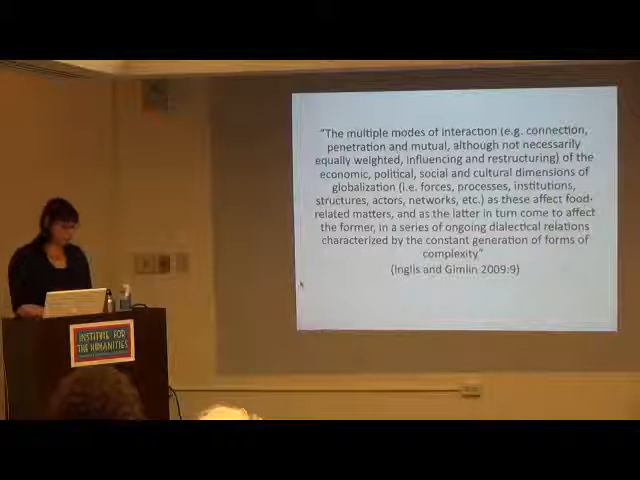 "The multiple modes of interaction (e.g. connection,
penetration and mutual, although not necessarily
equally weighted, influencing and restructuring) of the
economic, political, social and cultural dimensions of
globalization (i.e. forces, processes, institutions,
structures, actors, networks, etc.) as these affect food-
related matters, and as the latter in turn come to affect
the former, in a series of ongoing dialectical relations
characterized by the constant generation of forms of
complexity"
(Inglis and Gimlin 2009:9)
INSTITUTE FOR
THE HUMANITIES